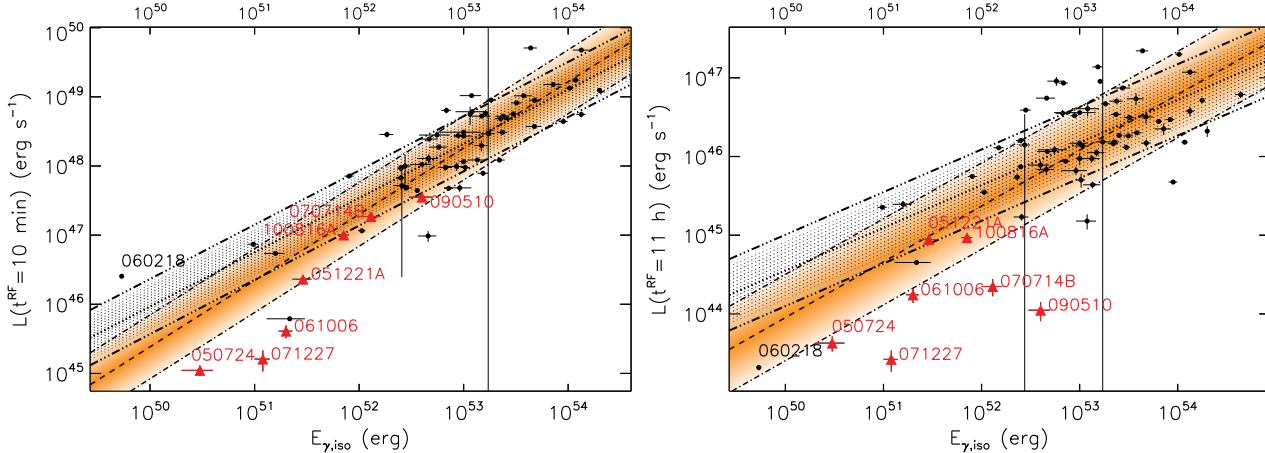 10^50 10^51 10^52 10^53 10^54
10^50
10^49
10^48
10^47
10^46
10^45
L(t^RF=10 min) (erg s^-1)
060218
070714B
100816A
090510
051221A
061006
050724
071227
10^50 10^51 10^52 10^53 10^54
E_γ,iso (erg)
10^50 10^51 10^52 10^53 10^54
10^47
10^46
10^45
10^44
L(t^RF=11 h) (erg s^-1)
051221A
100816A
070714B
061006
090510
050724
060218
071227
10^50 10^51 10^52 10^53 10^54
E_γ,iso (erg)